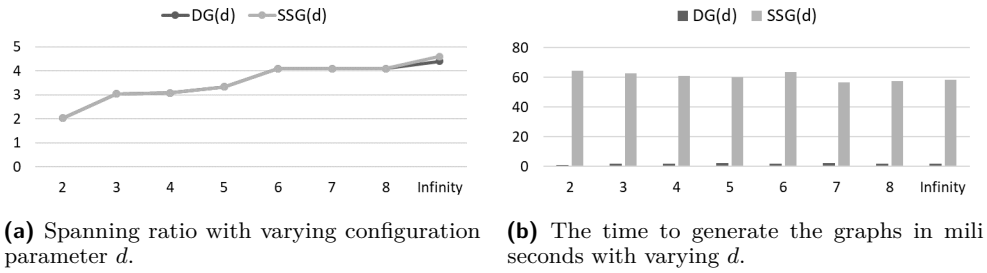 DG(d) SSG(d)
5
4
3
2
1
0
2 3 4 5 6 7 8 Infinity
(a) Spanning ratio with varying configuration
parameter d.
DG(d) SSG(d)
80
60
40
20
0
2 3 4 5 6 7 8 Infinity
(b) The time to generate the graphs in mili
seconds with varying d.